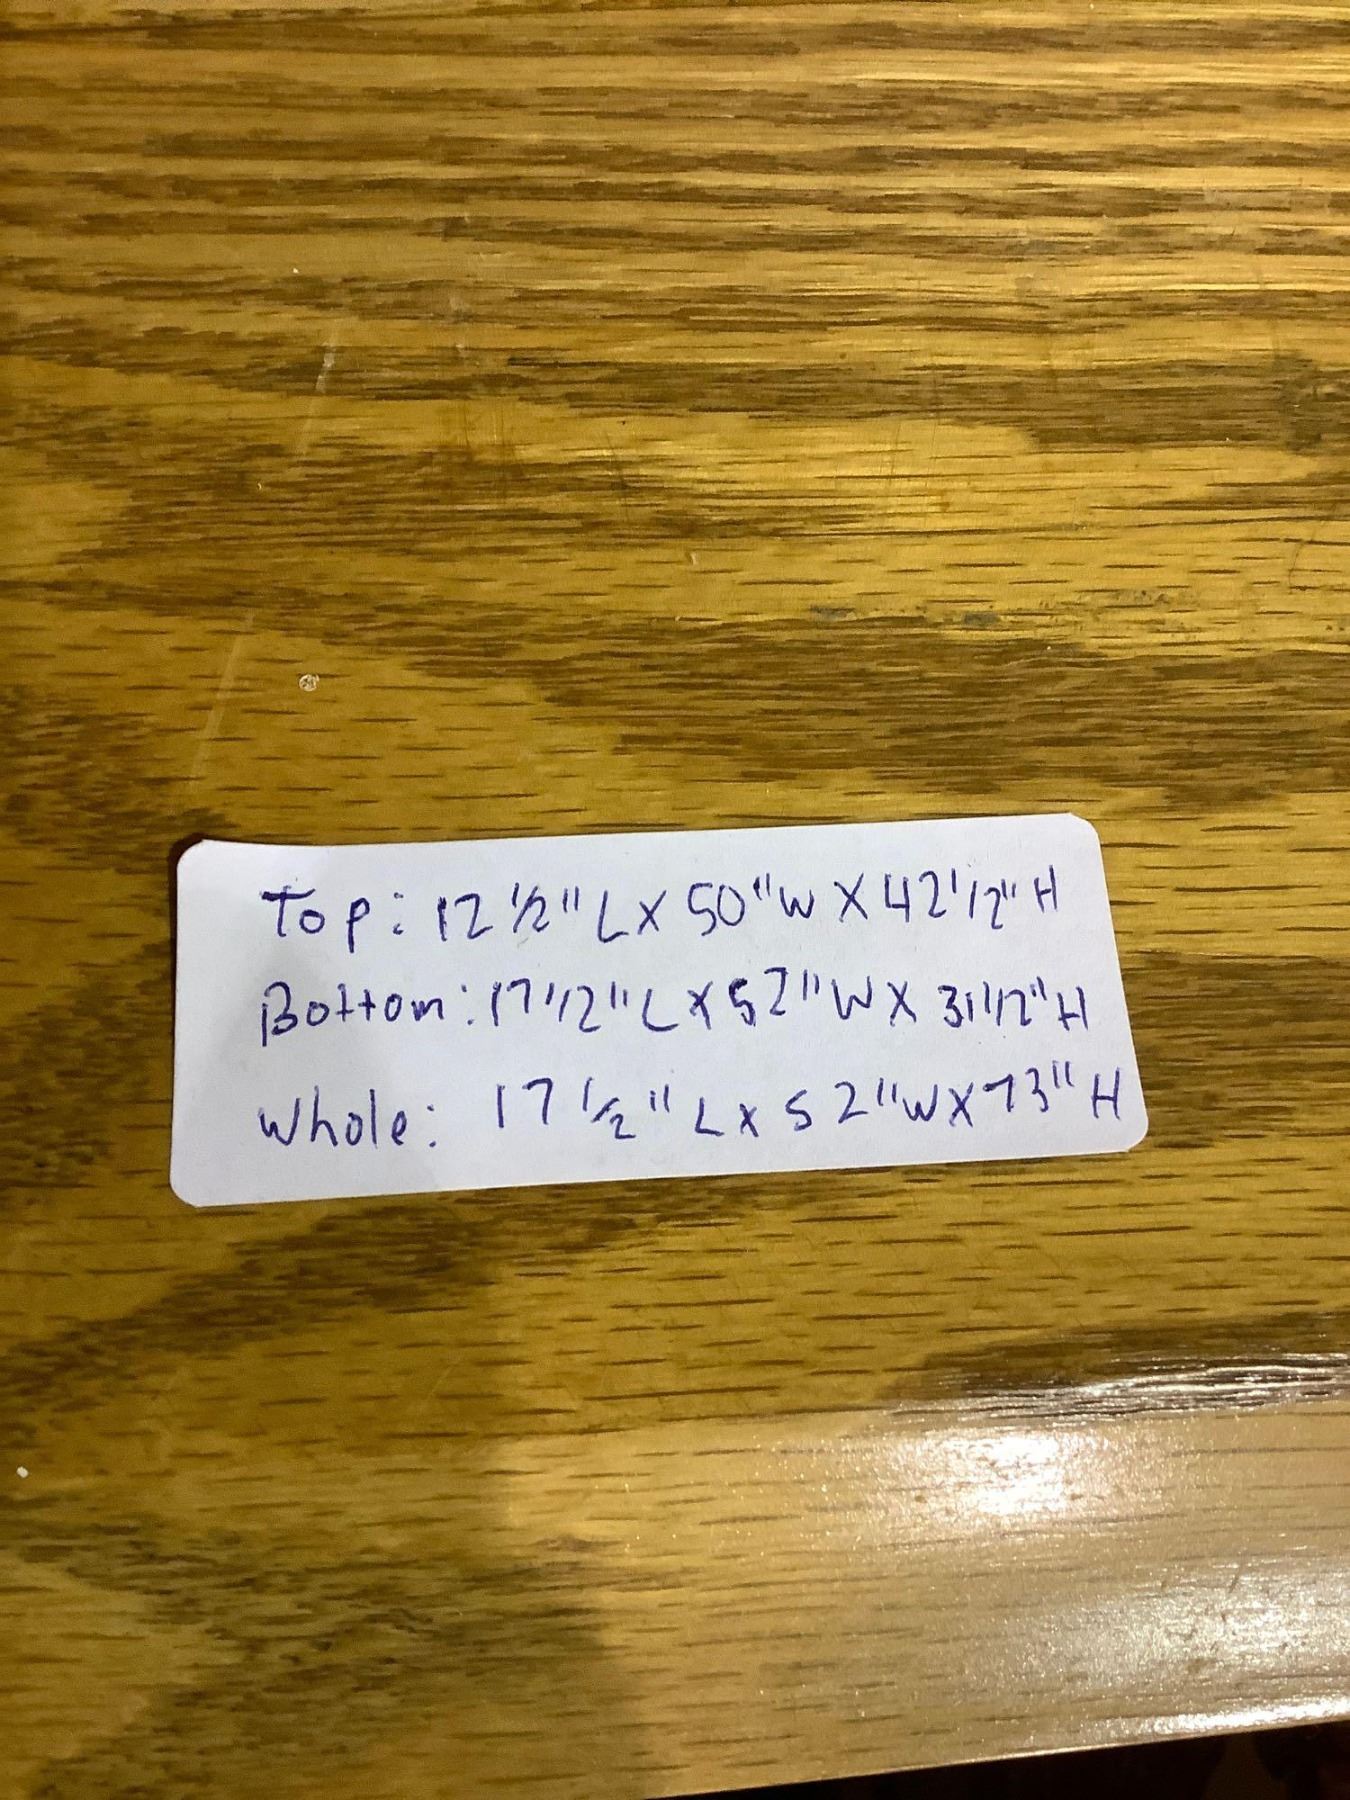 Top: 12 1/2" L X 50" W X 42 1/2" H
Bottom: 17 1/2" L X 52" W X 31 1/2" H
Whole: 17 1/2" L x 52" W X 73" H